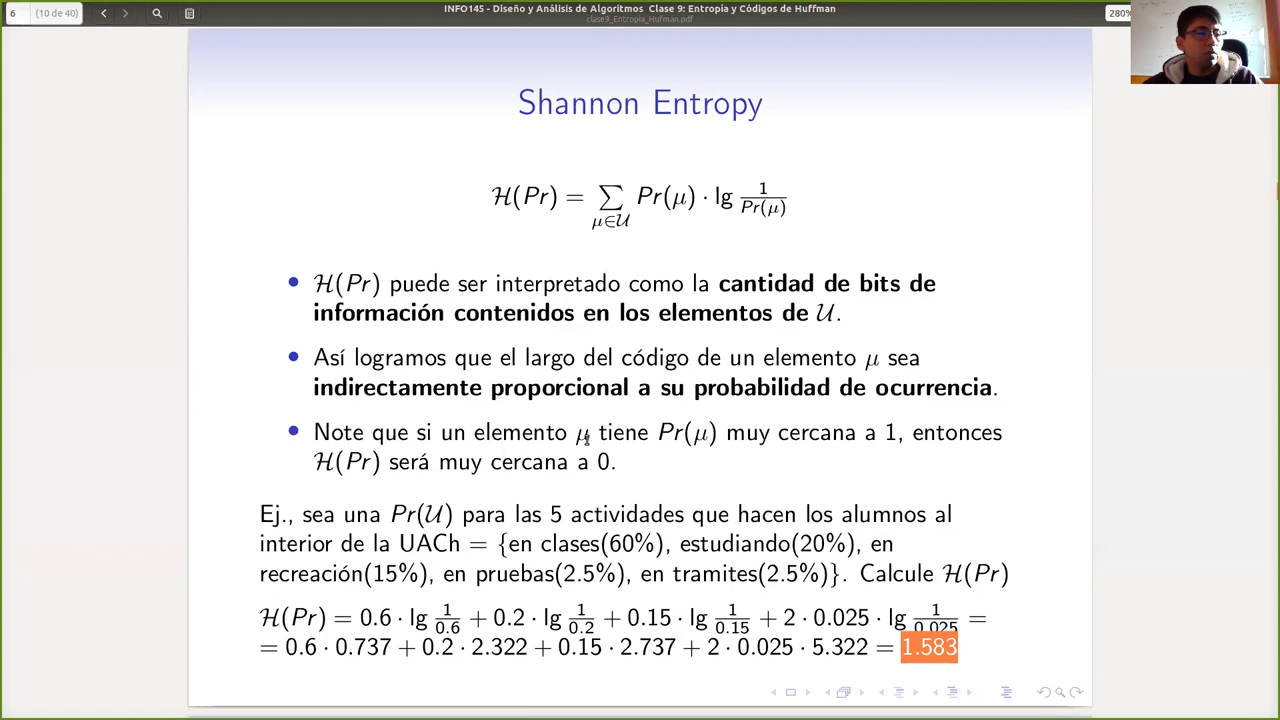 6 (10 de 40)
INFO145 - Diseño y Análisis de Algoritmos Clase 9: Entropía y Códigos de Huffman
clase9_Entropia_Hufman.pdf
280%
Shannon Entropy
H(Pr) = ∑ Pr(μ) · lg 1/Pr(μ)
μ∈U
• H(Pr) puede ser interpretado como la cantidad de bits de
información contenidos en los elementos de U.
• Así logramos que el largo del código de un elemento μ sea
indirectamente proporcional a su probabilidad de ocurrencia.
• Note que si un elemento μ tiene Pr(μ) muy cercana a 1, entonces
H(Pr) será muy cercana a 0.
Ej., sea una Pr(U) para las 5 actividades que hacen los alumnos al
interior de la UACh = {en clases(60%), estudiando(20%), en
recreación(15%), en pruebas(2.5%), en tramites(2.5%)}. Calcule H(Pr)
H(Pr) = 0.6 · lg 1/0.6 + 0.2 · lg 1/0.2 + 0.15 · lg 1/0.15 + 2 · 0.025 · lg 1/0.025 =
= 0.6 · 0.737 + 0.2 · 2.322 + 0.15 · 2.737 + 2 · 0.025 · 5.322 = 1.583